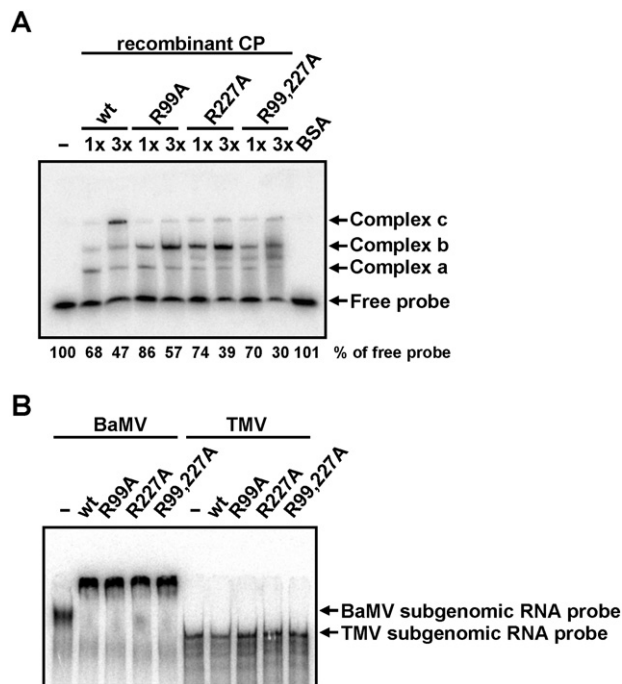 A
recombinant CP
wt R99A R227A R99,227A
– 1x 3x 1x 3x 1x 3x 1x 3x BSA
Complex c
Complex b
Complex a
Free probe
100 68 47 86 57 74 39 70 30 101 % of free probe
B
BaMV TMV
– wt R99A R227A R99,227A – wt R99A R227A R99,227A
BaMV subgenomic RNA probe
TMV subgenomic RNA probe